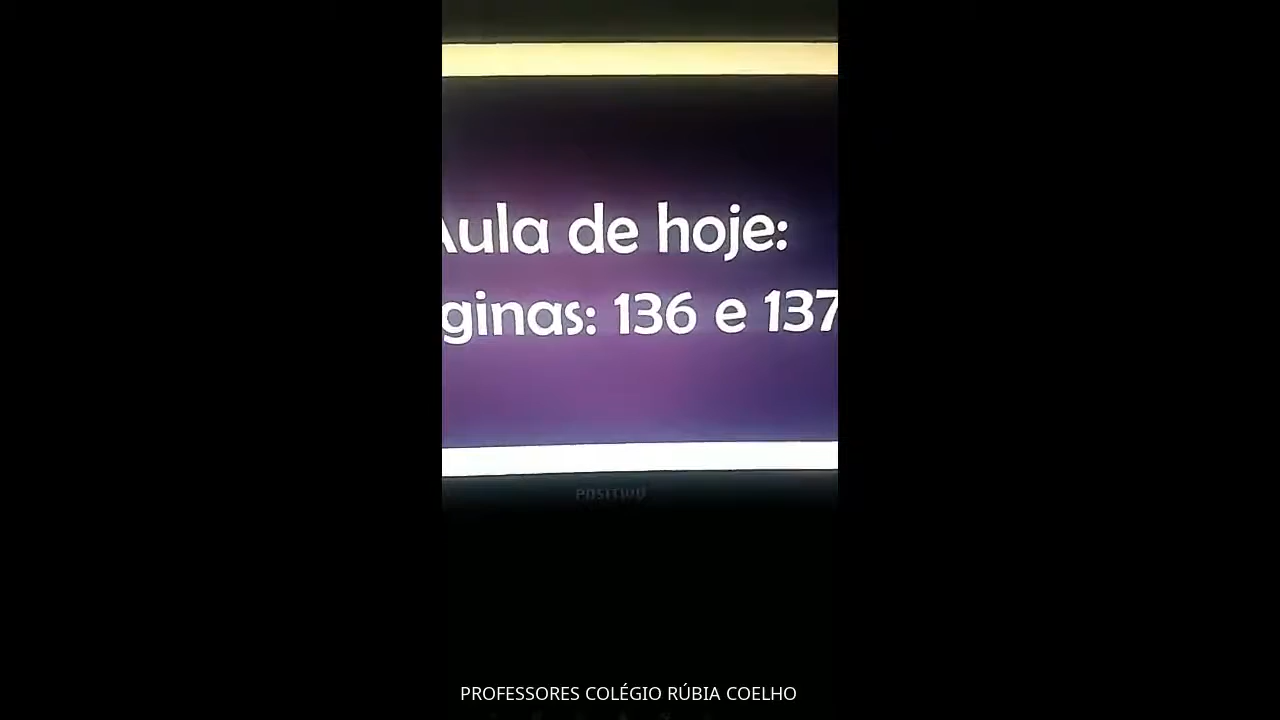 Aula de hoje:
ginas: 136 e 137
POSITIVO
PROFESSORES COLÉGIO RÚBIA COELHO